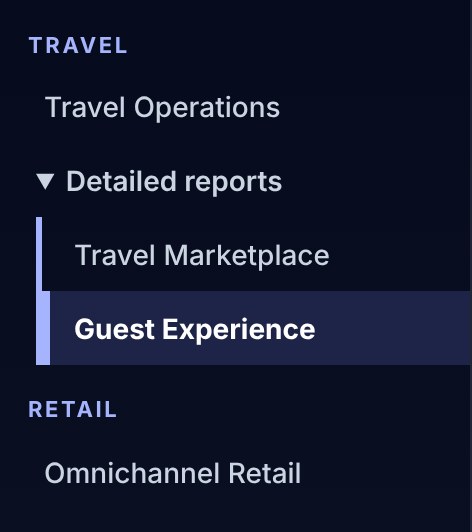 TRAVEL
Travel Operations
▼ Detailed reports
Travel Marketplace
Guest Experience
RETAIL
Omnichannel Retail